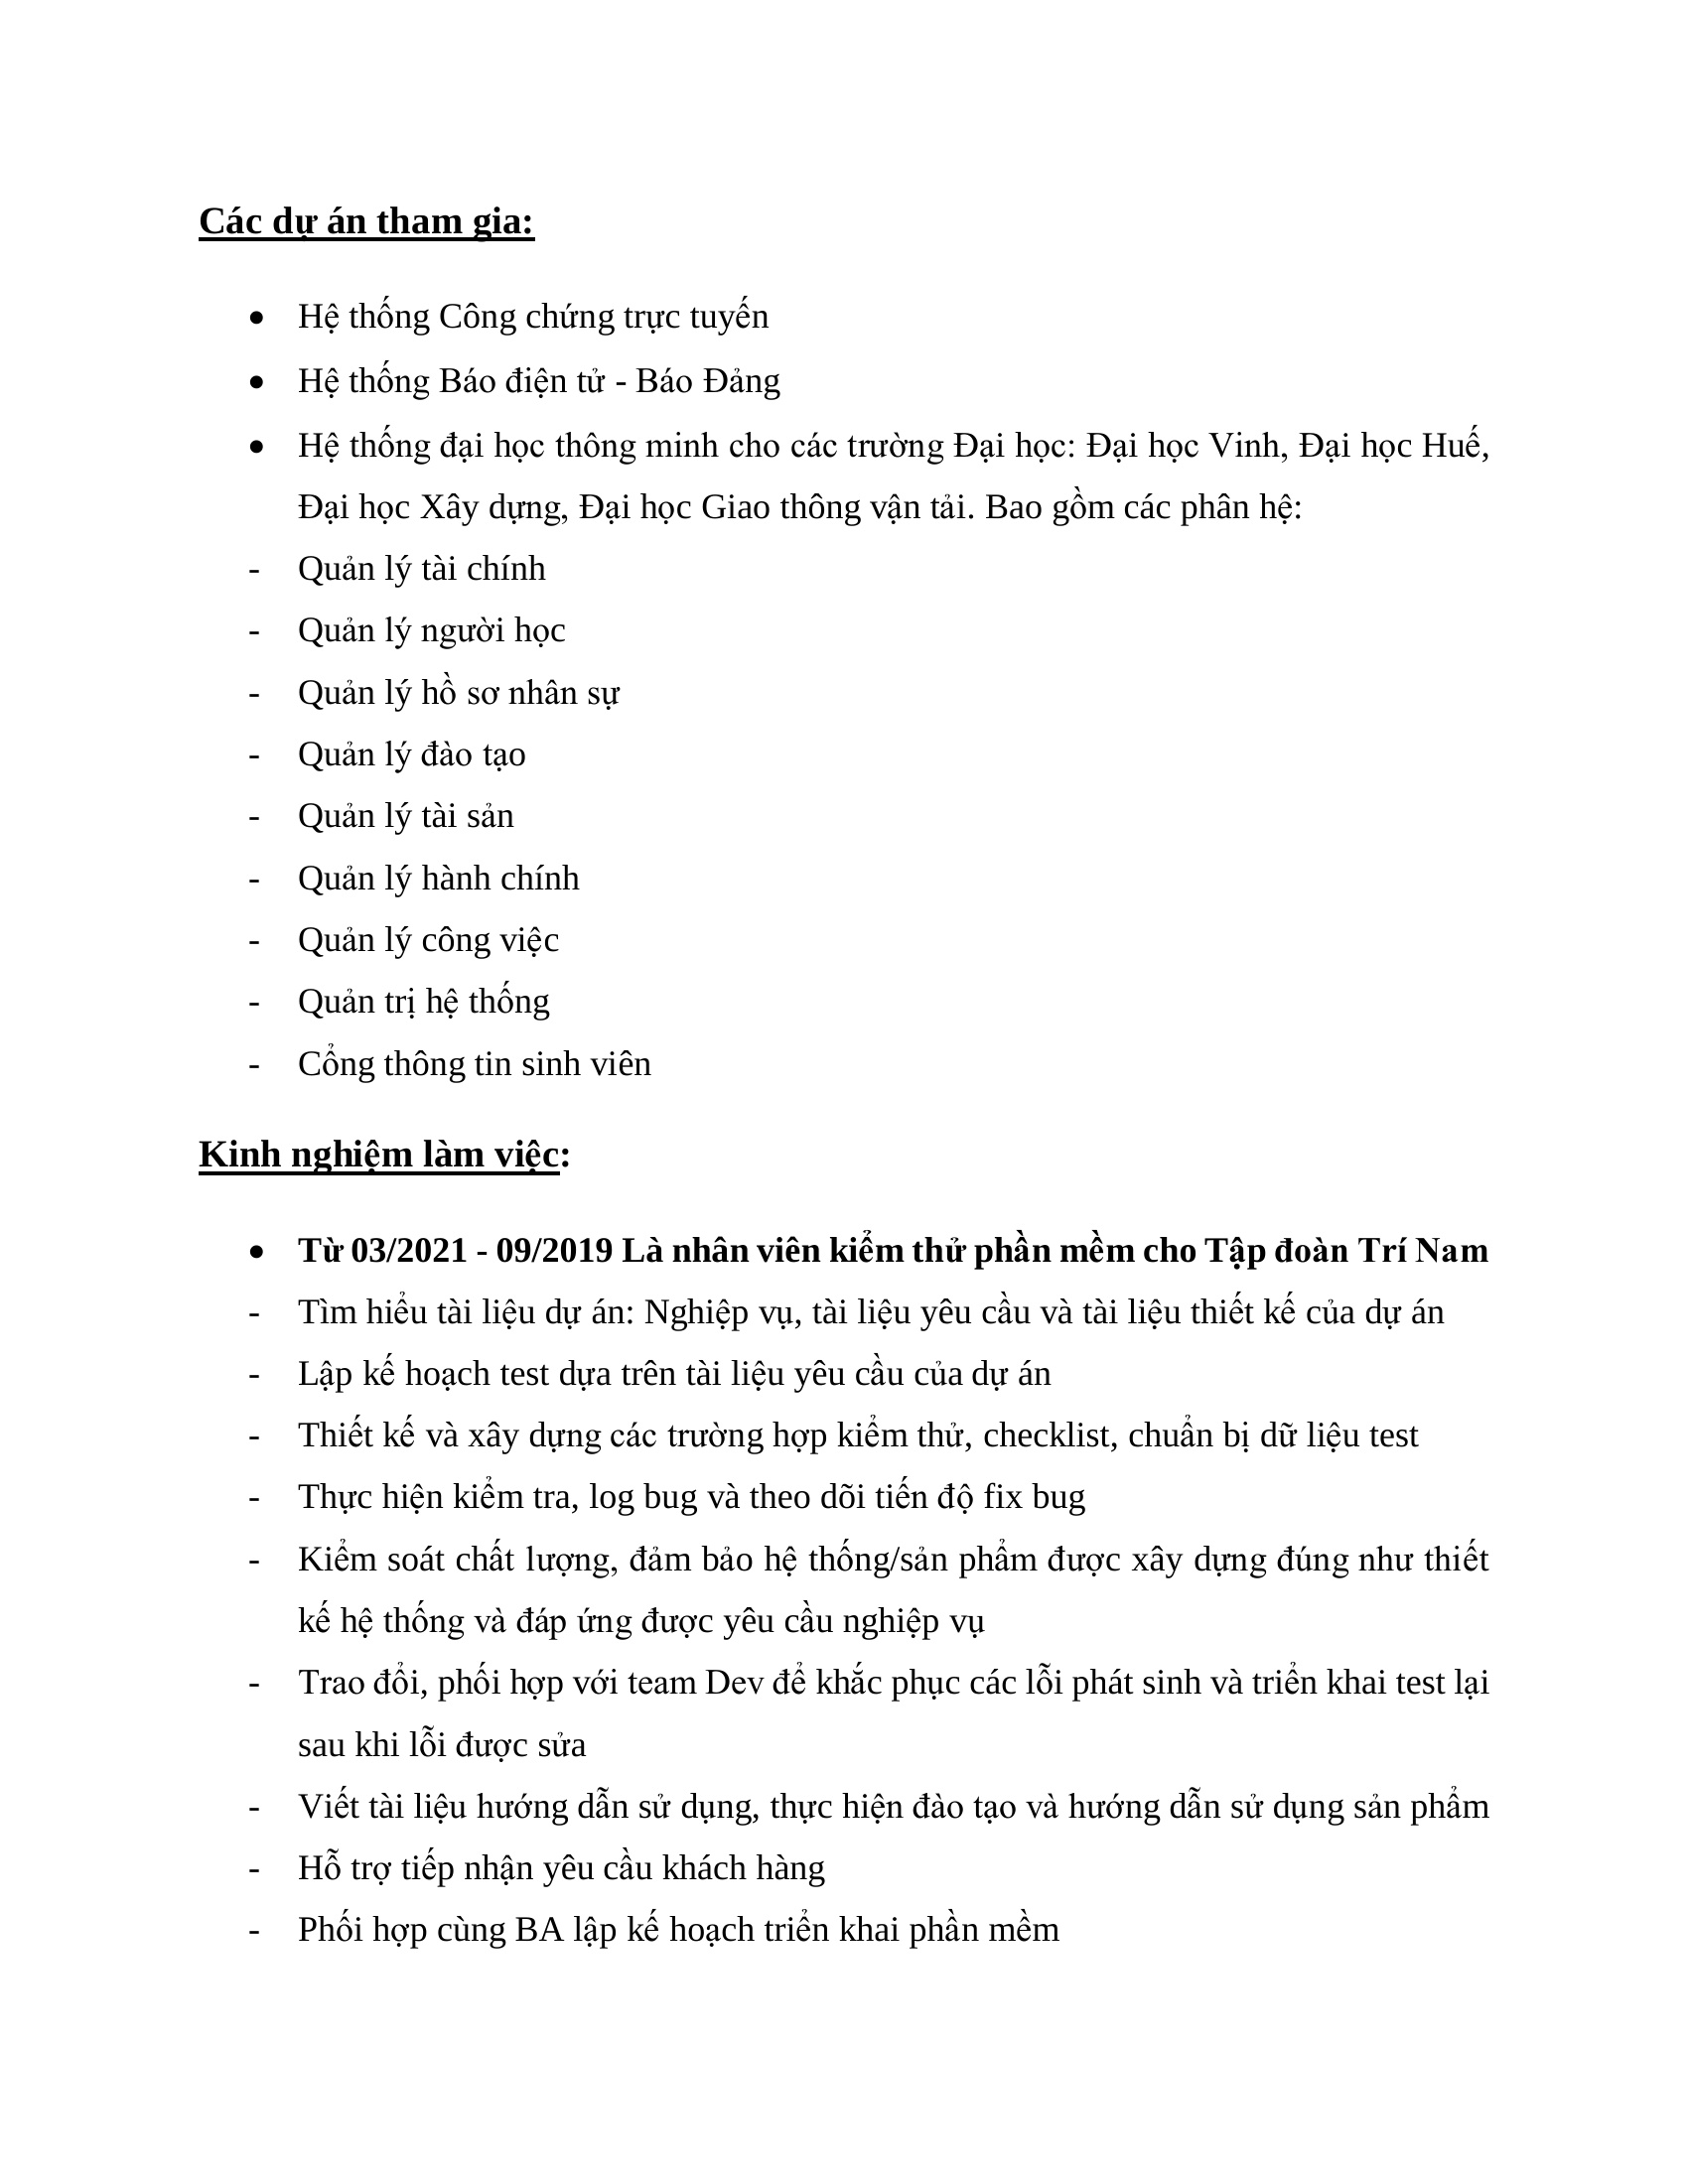 Các dự án tham gia:
• Hệ thống Công chứng trực tuyến
• Hệ thống Báo điện tử - Báo Đảng
• Hệ thống đại học thông minh cho các trường Đại học: Đại học Vinh, Đại học Huế,
Đại học Xây dựng, Đại học Giao thông vận tải. Bao gồm các phân hệ:
- Quản lý tài chính
- Quản lý người học
- Quản lý hồ sơ nhân sự
- Quản lý đào tạo
- Quản lý tài sản
- Quản lý hành chính
- Quản lý công việc
- Quản trị hệ thống
- Cổng thông tin sinh viên
Kinh nghiệm làm việc:
• Từ 03/2021 - 09/2019 Là nhân viên kiểm thử phần mềm cho Tập đoàn Trí Nam
- Tìm hiểu tài liệu dự án: Nghiệp vụ, tài liệu yêu cầu và tài liệu thiết kế của dự án
- Lập kế hoạch test dựa trên tài liệu yêu cầu của dự án
- Thiết kế và xây dựng các trường hợp kiểm thử, checklist, chuẩn bị dữ liệu test
- Thực hiện kiểm tra, log bug và theo dõi tiến độ fix bug
- Kiểm soát chất lượng, đảm bảo hệ thống/sản phẩm được xây dựng đúng như thiết
kế hệ thống và đáp ứng được yêu cầu nghiệp vụ
- Trao đổi, phối hợp với team Dev để khắc phục các lỗi phát sinh và triển khai test lại
sau khi lỗi được sửa
- Viết tài liệu hướng dẫn sử dụng, thực hiện đào tạo và hướng dẫn sử dụng sản phẩm
- Hỗ trợ tiếp nhận yêu cầu khách hàng
- Phối hợp cùng BA lập kế hoạch triển khai phần mềm